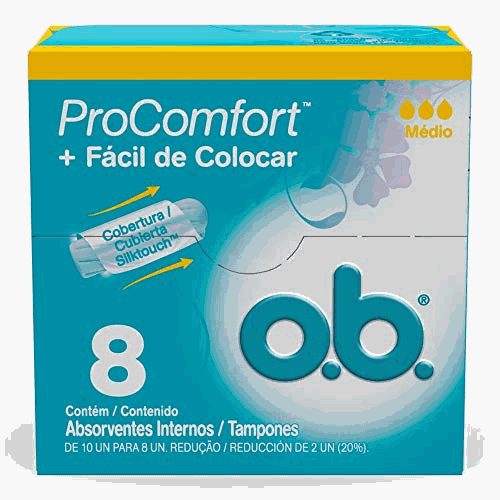 ProComfort™
+ Fácil de Colocar
Médio
Cobertura /
Cubierta
Silktouch™
o.b.®
8
Contém / Contenido
Absorventes Internos / Tampones
DE 10 UN PARA 8 UN. REDUÇÃO / REDUCCIÓN DE 2 UN (20%).